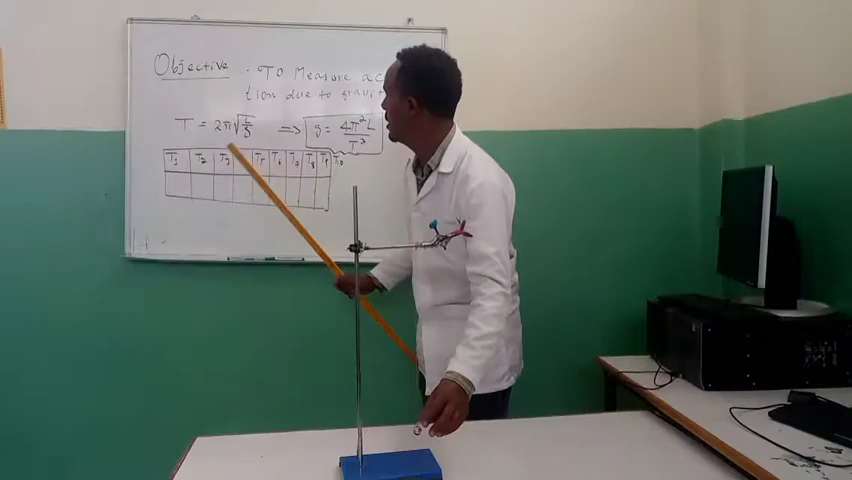 Objective : To Measure ac
tion due to gravi
T = 2π√(L/g) => g = 4π²L/T²
T1 T2 T3 T5 T6 T7 T8 T9 T10